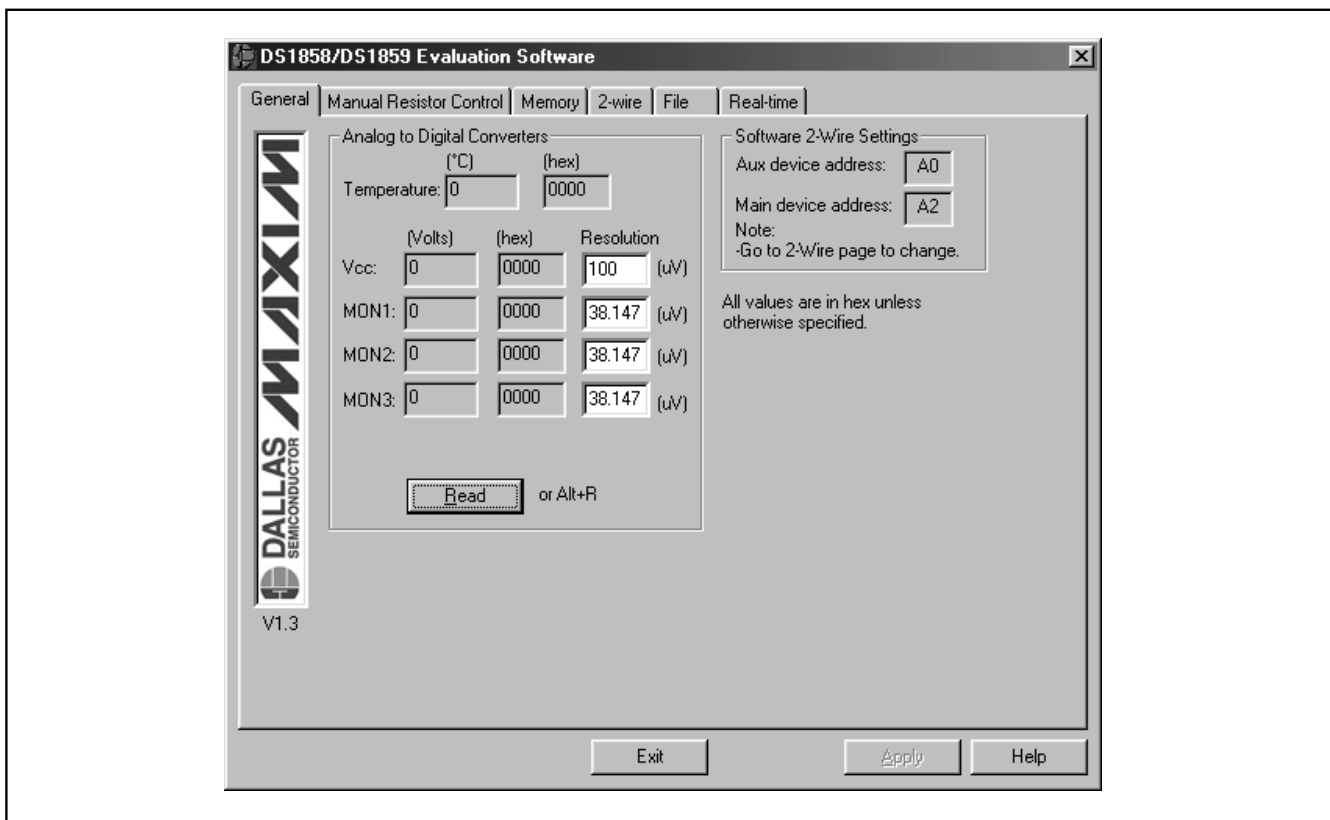 DS1858/DS1859 Evaluation Software
General Manual Resistor Control Memory 2-wire File Real-time
Analog to Digital Converters
(°C) (hex)
Temperature: 0 0000
(Volts) (hex) Resolution
Vcc: 0 0000 100 (uV)
MON1: 0 0000 38.147 (uV)
MON2: 0 0000 38.147 (uV)
MON3: 0 0000 38.147 (uV)
Read or Alt+R
Software 2-Wire Settings
Aux device address: A0
Main device address: A2
Note:
-Go to 2-Wire page to change.
All values are in hex unless
otherwise specified.
DALLAS MAXIM
SEMICONDUCTOR
V1.3
Exit Apply Help